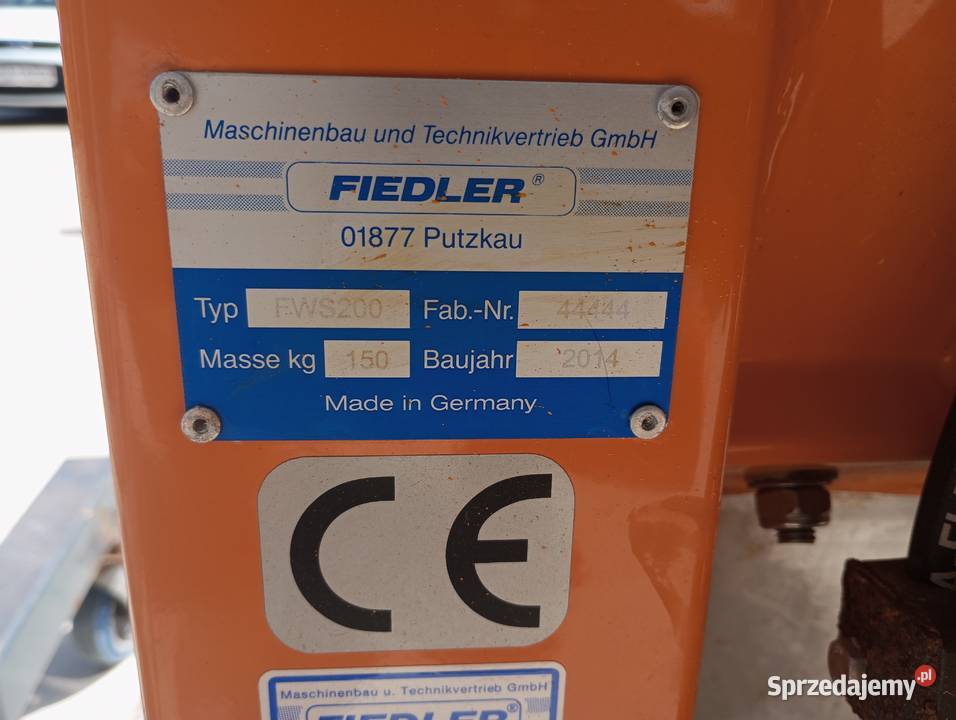 Maschinenbau und Technikvertrieb GmbH
FIEDLER®
01877 Putzkau
Typ FWS200 Fab.-Nr. 44444
Masse kg 150 Baujahr 2014
Made in Germany
CE
Maschinenbau u. Technikvertrieb GmbH
FIEDLER®
Sprzedajemy.pl